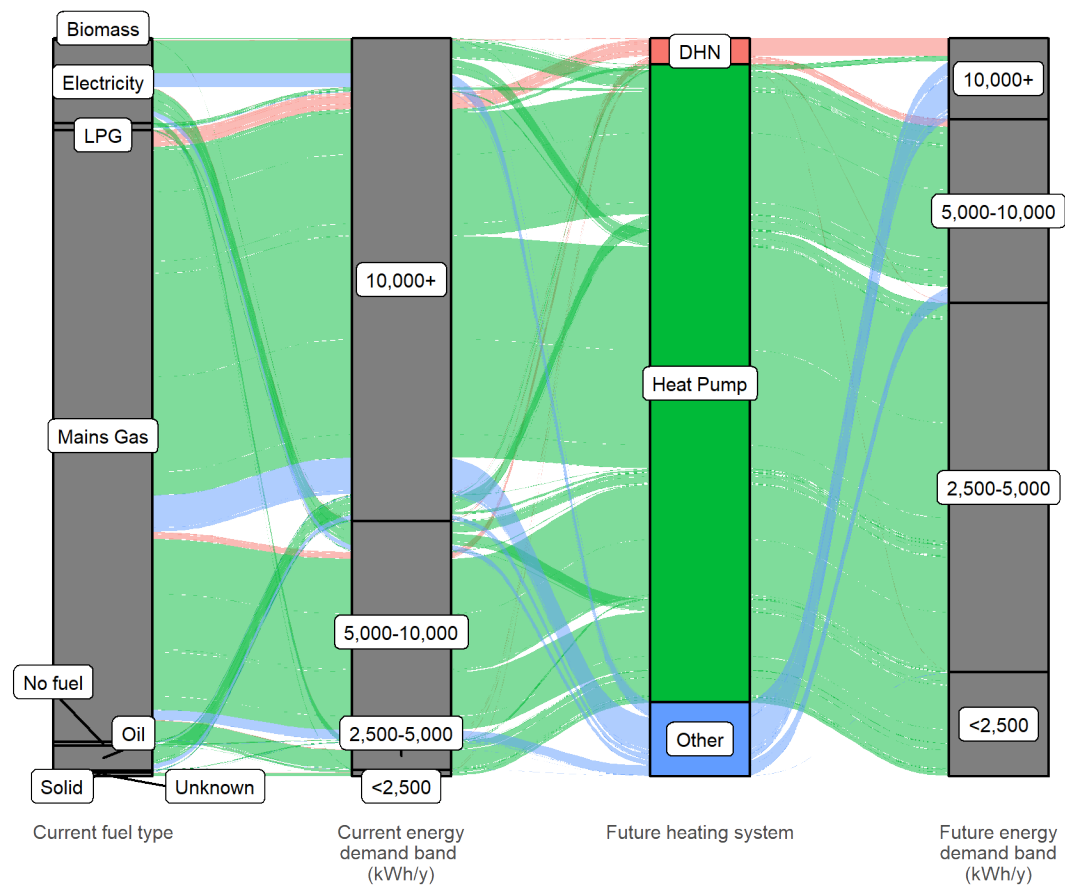 Biomass
Electricity
LPG
Mains Gas
No fuel
Oil
Solid
Unknown
10,000+
5,000-10,000
2,500-5,000
<2,500
DHN
Heat Pump
Other
10,000+
5,000-10,000
2,500-5,000
<2,500
Current fuel type
Current energy
demand band
(kWh/y)
Future heating system
Future energy
demand band
(kWh/y)